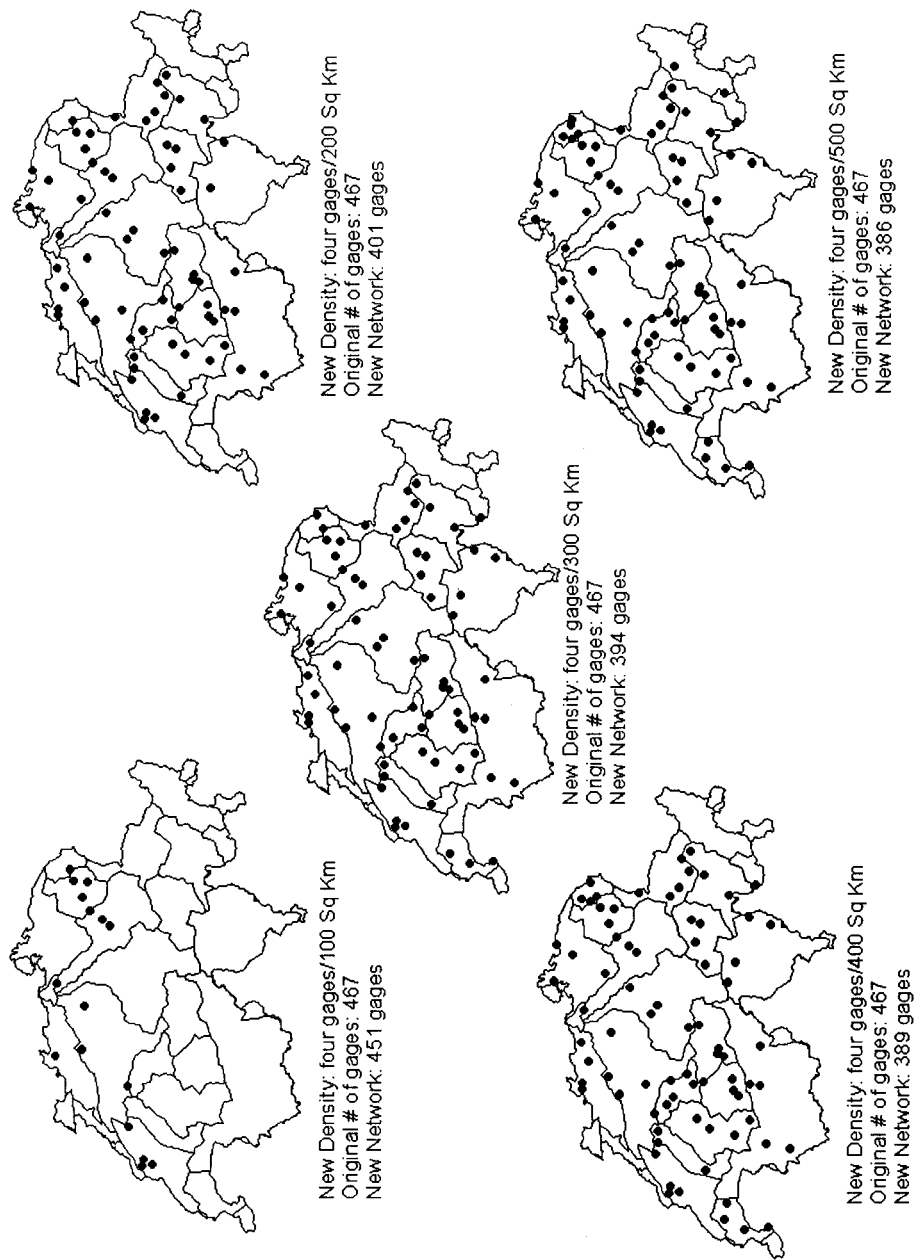 New Density: four gages/100 Sq Km
Original # of gages: 467
New Network: 451 gages
New Density: four gages/200 Sq Km
Original # of gages: 467
New Network: 401 gages
New Density: four gages/300 Sq Km
Original # of gages: 467
New Network: 394 gages
New Density: four gages/400 Sq Km
Original # of gages: 467
New Network: 389 gages
New Density: four gages/500 Sq Km
Original # of gages: 467
New Network: 386 gages